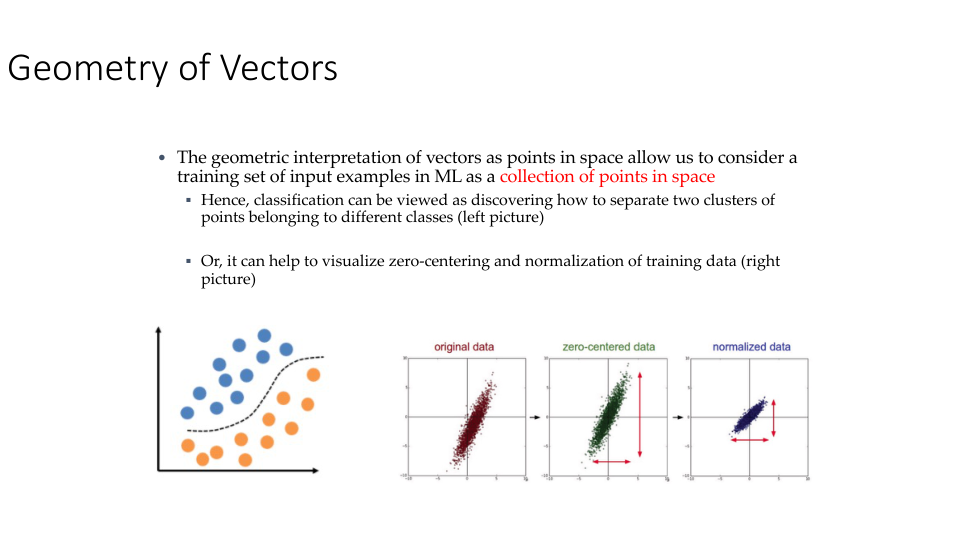 Geometry of Vectors
• The geometric interpretation of vectors as points in space allow us to consider a
training set of input examples in ML as a collection of points in space
▪ Hence, classification can be viewed as discovering how to separate two clusters of
points belonging to different classes (left picture)
▪ Or, it can help to visualize zero-centering and normalization of training data (right
picture)
original data
zero-centered data
normalized data